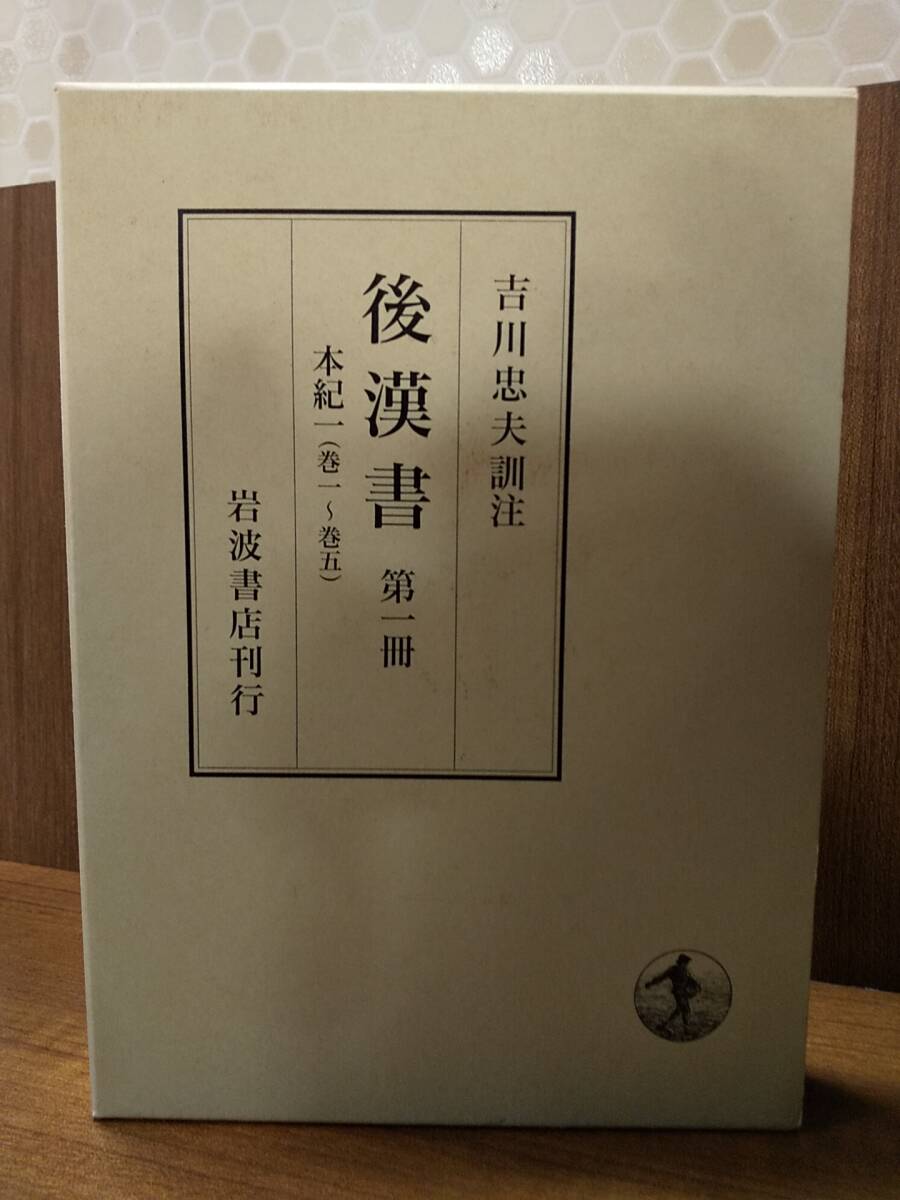 吉川忠夫訓注
後漢書 第一冊
本紀一(巻一〜巻五)
岩波書店刊行